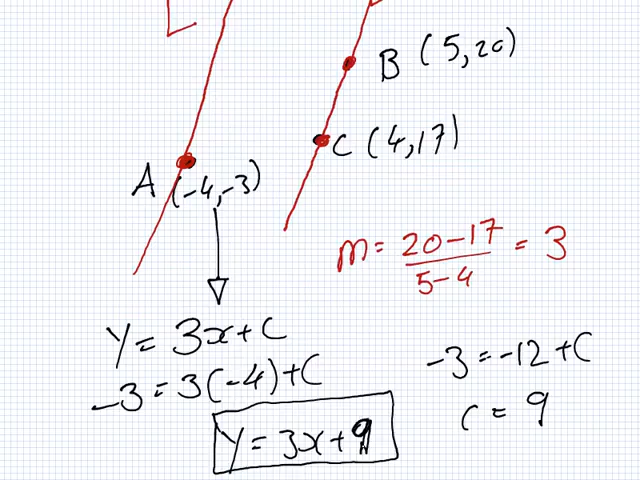 B (5,20)
C (4,17)
A (-4,-3)
m = 20-17 / 5-4 = 3
y = 3x+c
-3 = 3(-4)+c
y = 3x+9
-3 = -12+c
c = 9